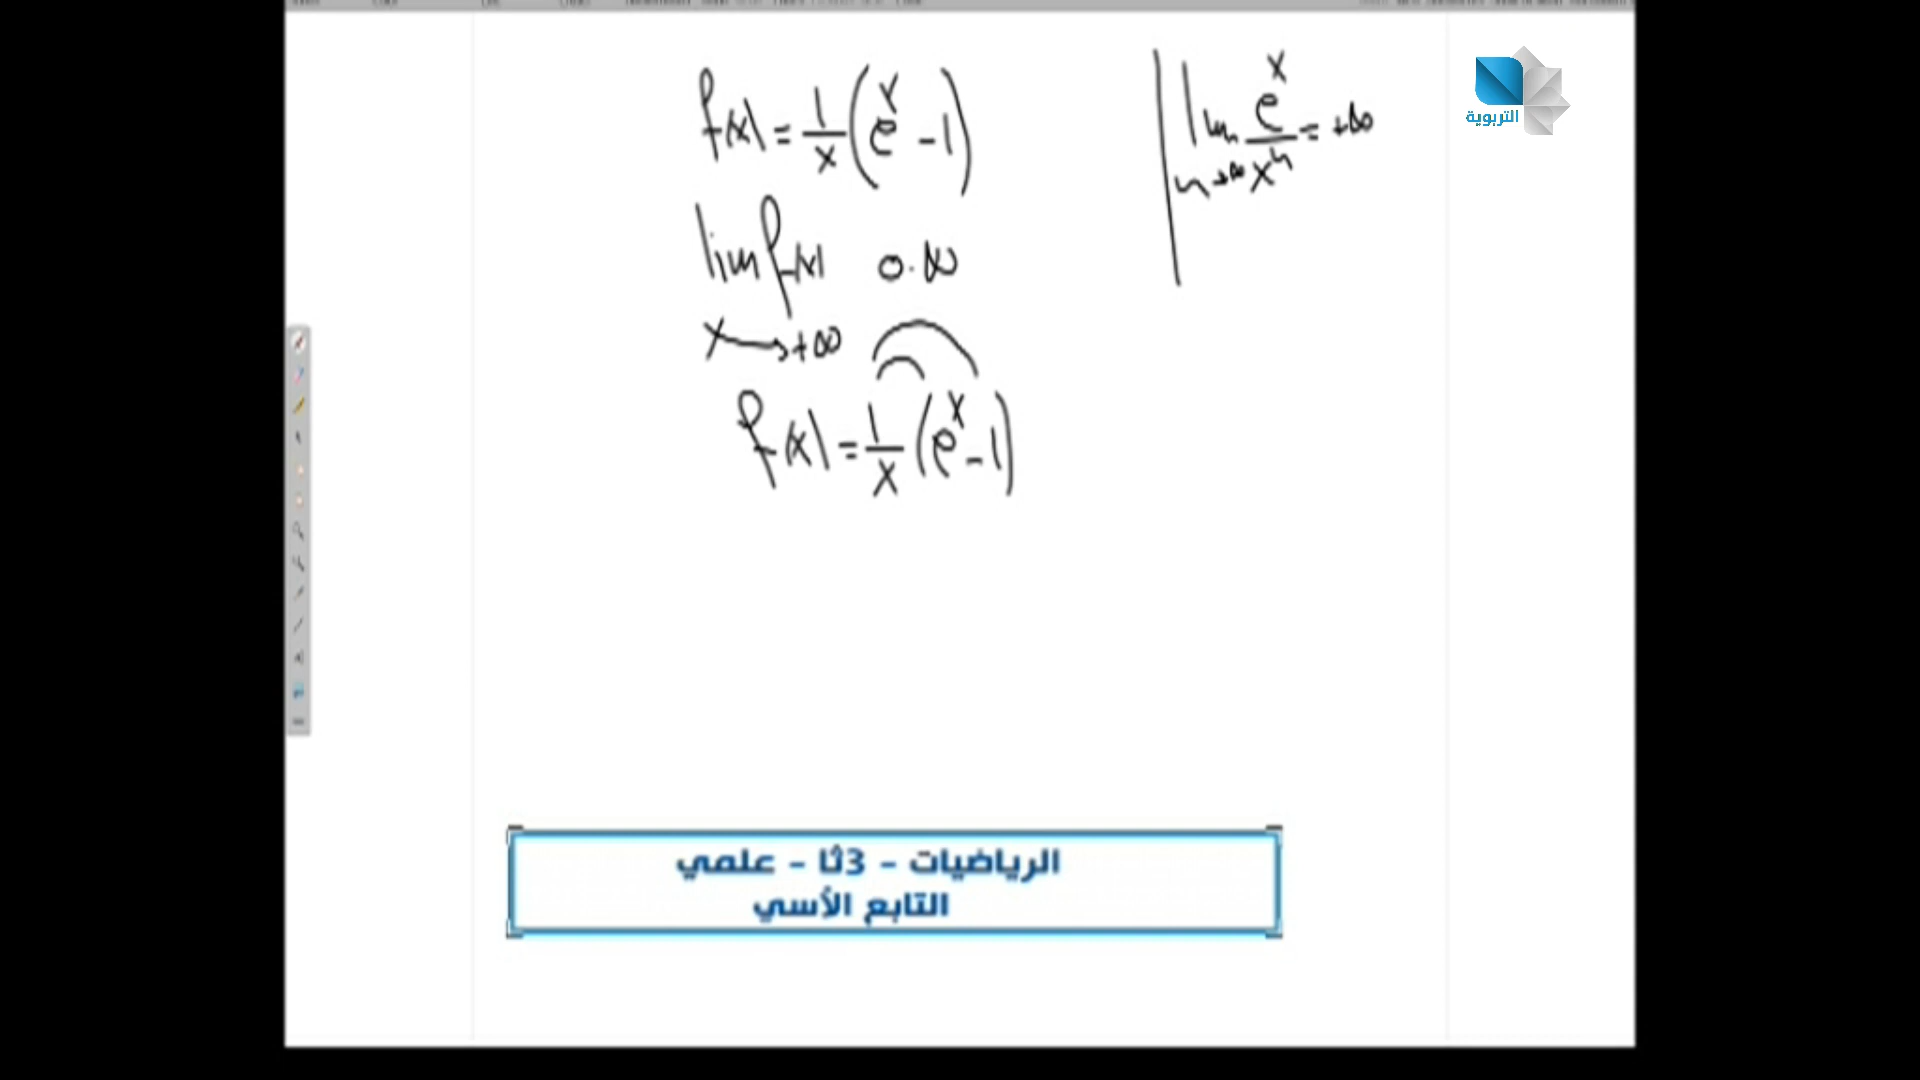 f(x) = 1/x (e^x - 1)
lim f(x) 0.∞
x → +∞
f(x) = 1/x (e^x - 1)
lim e^x/x^n = +∞
n → +∞
التربوية
الرياضيات - 3ثا - علمي
التابع الأسي